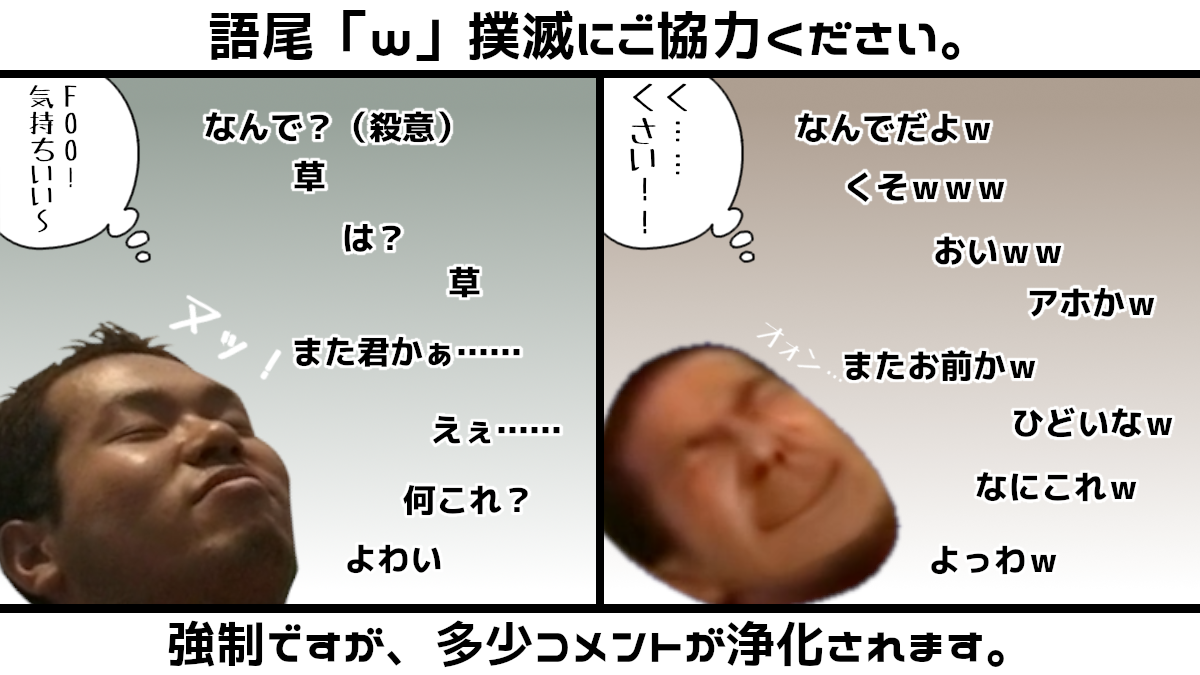 語尾「ｗ」撲滅にご協力ください。
FOO！
気持ちいい～
なんで？（殺意）
草
は？
草
ヌッ！
また君かぁ……
えぇ……
何これ？
よわい
く……
くさい！！
なんでだよｗ
くそｗｗｗ
おいｗｗ
アホかｗ
オォン…
またお前かｗ
ひどいなｗ
なにこれｗ
よっわｗ
強制ですが、多少コメントが浄化されます。